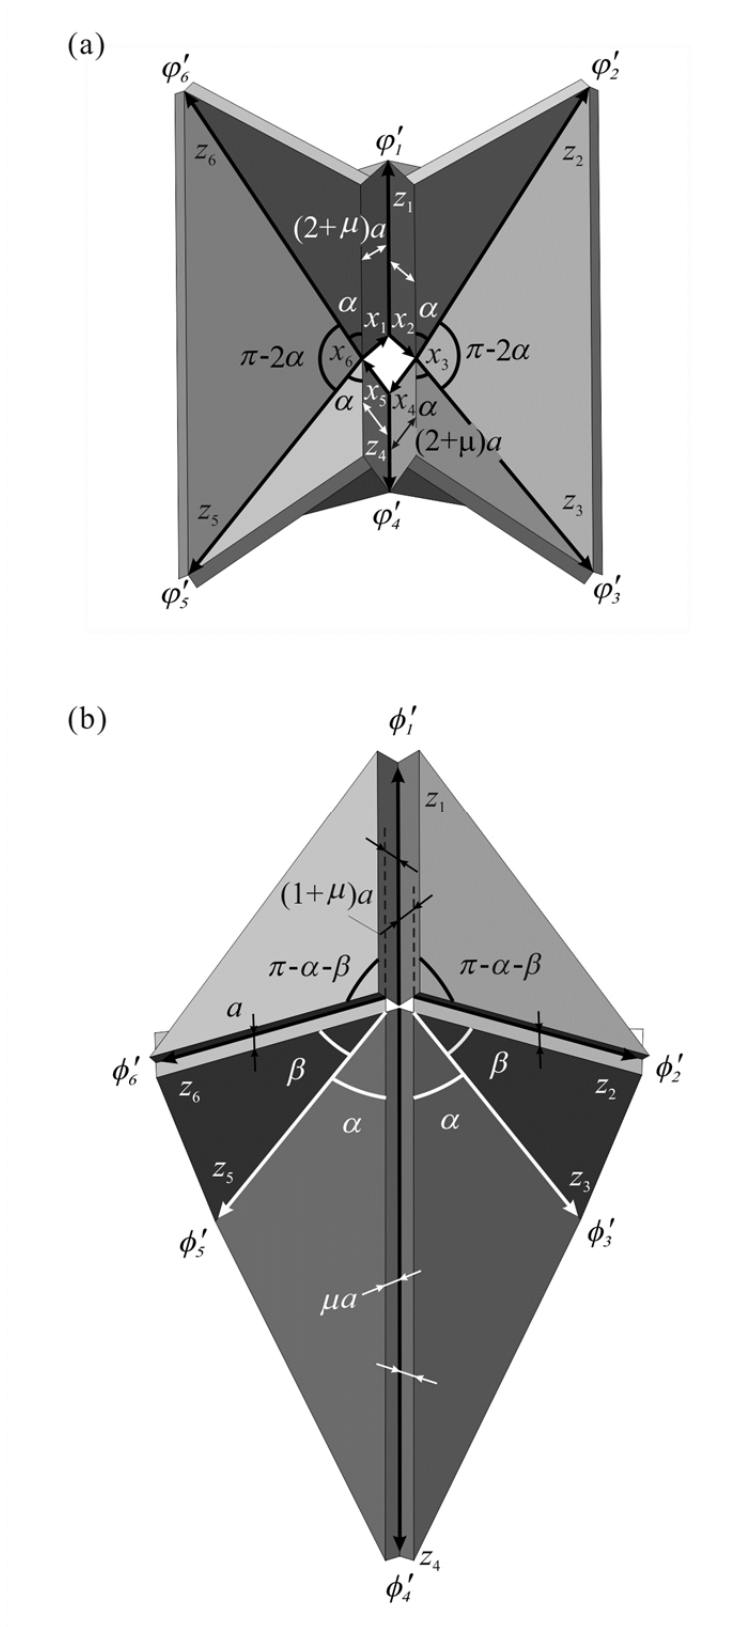 (a)
φ′₆ φ′₂
φ′₁
z₆ z₂
z₁
(2+μ)a
α α
x₁ x₂
π-2α x₆ x₃ π-2α
x₅ x₄
α α
z₄ (2+μ)a
z₅ z₃
φ′₄
φ′₅ φ′₃
(b)
ϕ′₁
z₁
(1+μ)a
π-α-β π-α-β
a
ϕ′₆ β β ϕ′₂
z₆ z₂
α α
z₅ z₃
ϕ′₅ ϕ′₃
μa
z₄
ϕ′₄